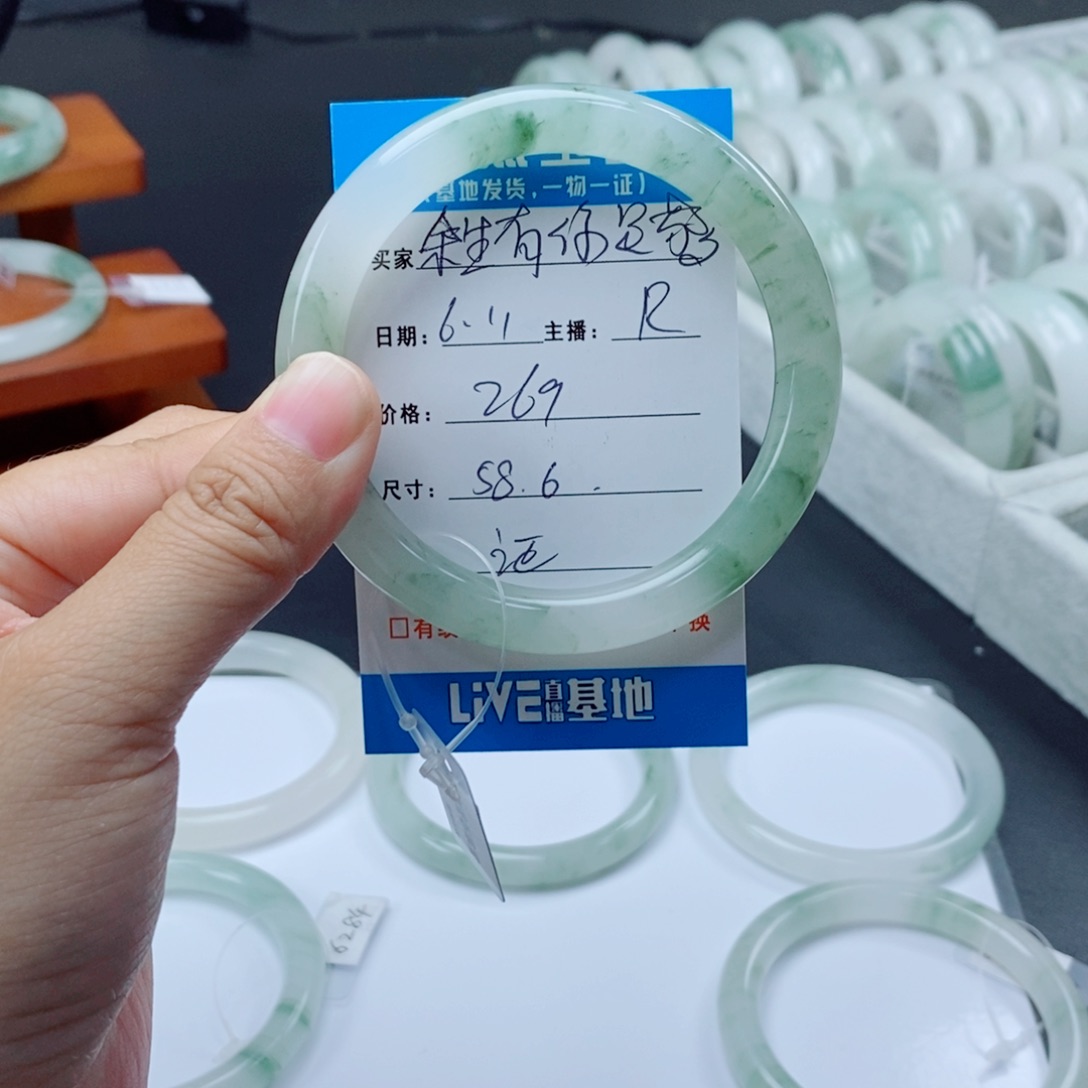 基地发货,一物一证)
买家 余生有你足够
日期: 6.11 主播: R
价格: 269
尺寸: 58.6
证
□有 换
LiVE直播基地
6284